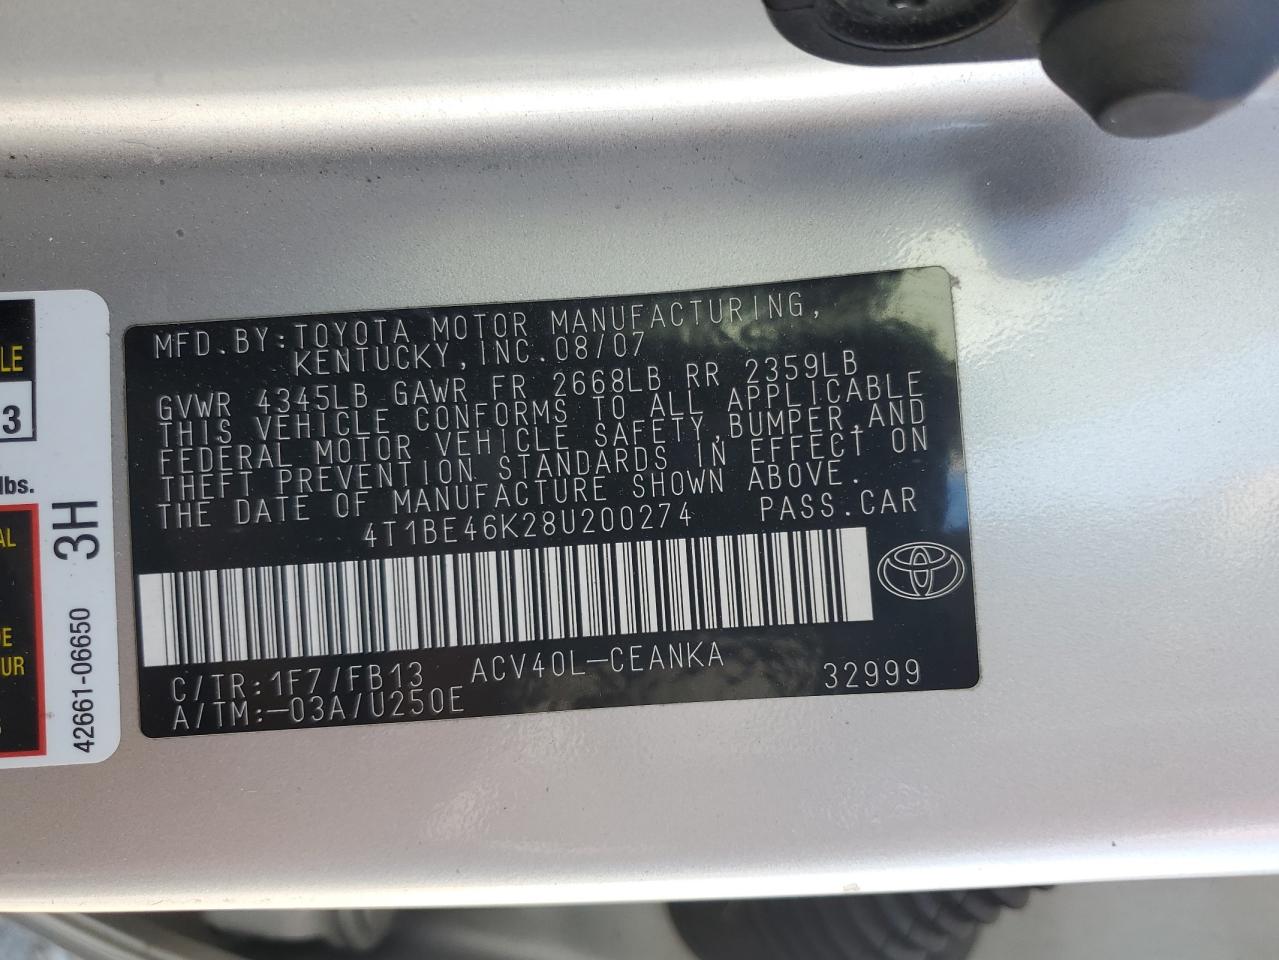 MFD.BY:TOYOTA MOTOR MANUFACTURING,
KENTUCKY,INC.08/07
GVWR 4345LB GAWR FR 2668LB RR 2359LB
THIS VEHICLE CONFORMS TO ALL APPLICABLE
FEDERAL MOTOR VEHICLE SAFETY,BUMPER,AND
THEFT PREVENTION STANDARDS IN EFFECT ON
THE DATE OF MANUFACTURE SHOWN ABOVE.
4T1BE46K28U200274 PASS.CAR
C/TR:1F7/FB13 ACV40L-CEANKA
A/TM:-03A/U250E 32999
LE
3
lbs.
AL
DE
OUR
3H
42661-06650